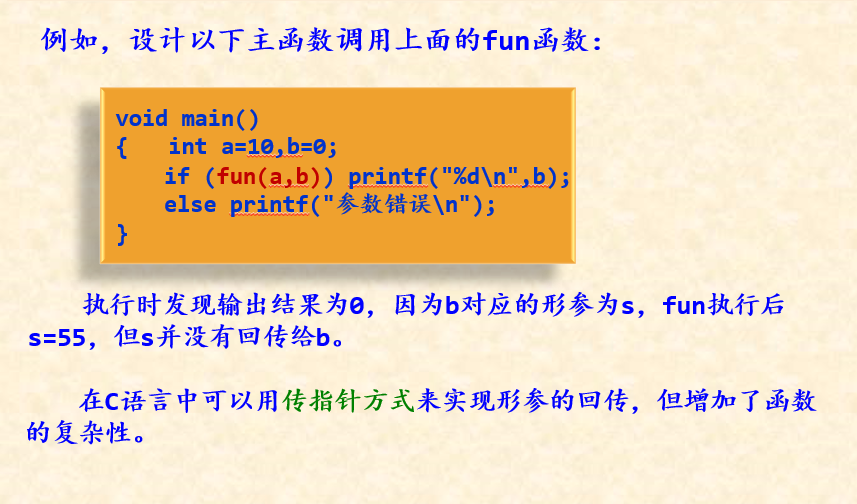 例如，设计以下主函数调用上面的fun函数：
void main()
{   int a=10,b=0;
if (fun(a,b)) printf("%d\n",b);
else printf("参数错误\n");
}
执行时发现输出结果为0，因为b对应的形参为s，fun执行后
s=55，但s并没有回传给b。
在C语言中可以用传指针方式来实现形参的回传，但增加了函数
的复杂性。